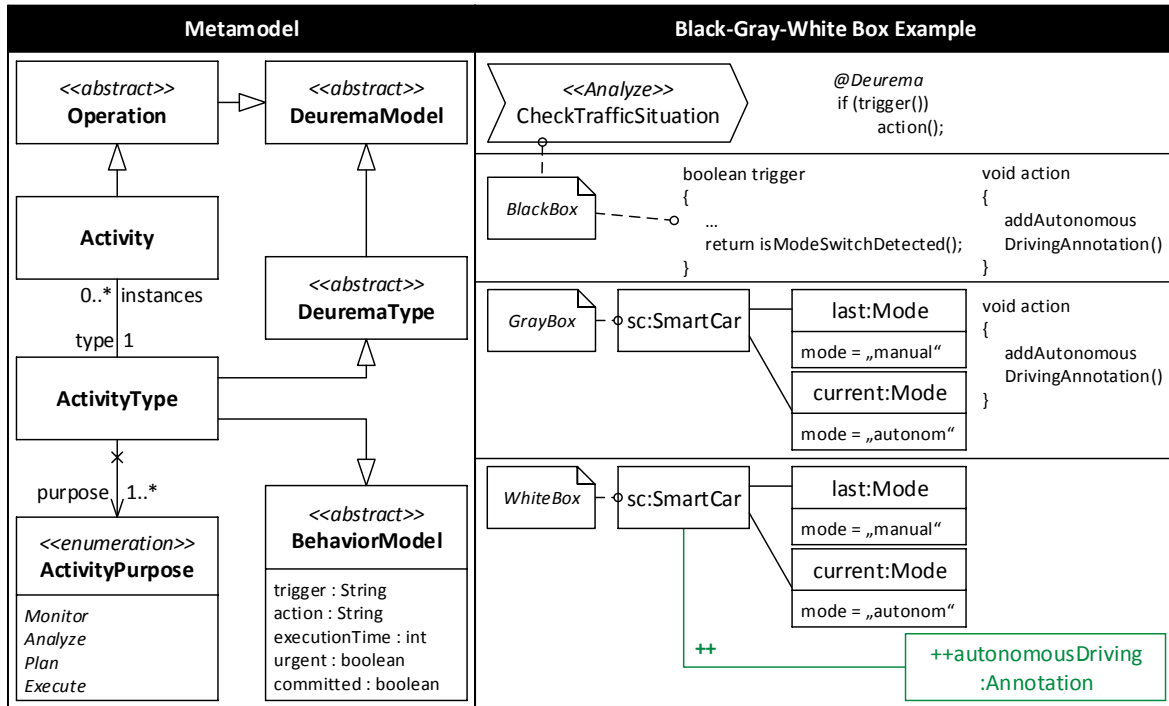 Metamodel
<<abstract>>
Operation
<<abstract>>
DeuremaModel
Activity
0..* instances
type 1
<<abstract>>
DeuremaType
ActivityType
purpose 1..*
<<enumeration>>
ActivityPurpose
Monitor
Analyze
Plan
Execute
<<abstract>>
BehaviorModel
trigger : String
action : String
executionTime : int
urgent : boolean
committed : boolean
Black-Gray-White Box Example
<<Analyze>>
CheckTrafficSituation
@Deurema
if (trigger())
action();
BlackBox
boolean trigger
{
...
return isModeSwitchDetected();
}
void action
{
addAutonomous
DrivingAnnotation()
}
GrayBox
sc:SmartCar
last:Mode
mode = „manual“
current:Mode
mode = „autonom“
void action
{
addAutonomous
DrivingAnnotation()
}
WhiteBox
sc:SmartCar
last:Mode
mode = „manual“
current:Mode
mode = „autonom“
++
++autonomousDriving
:Annotation